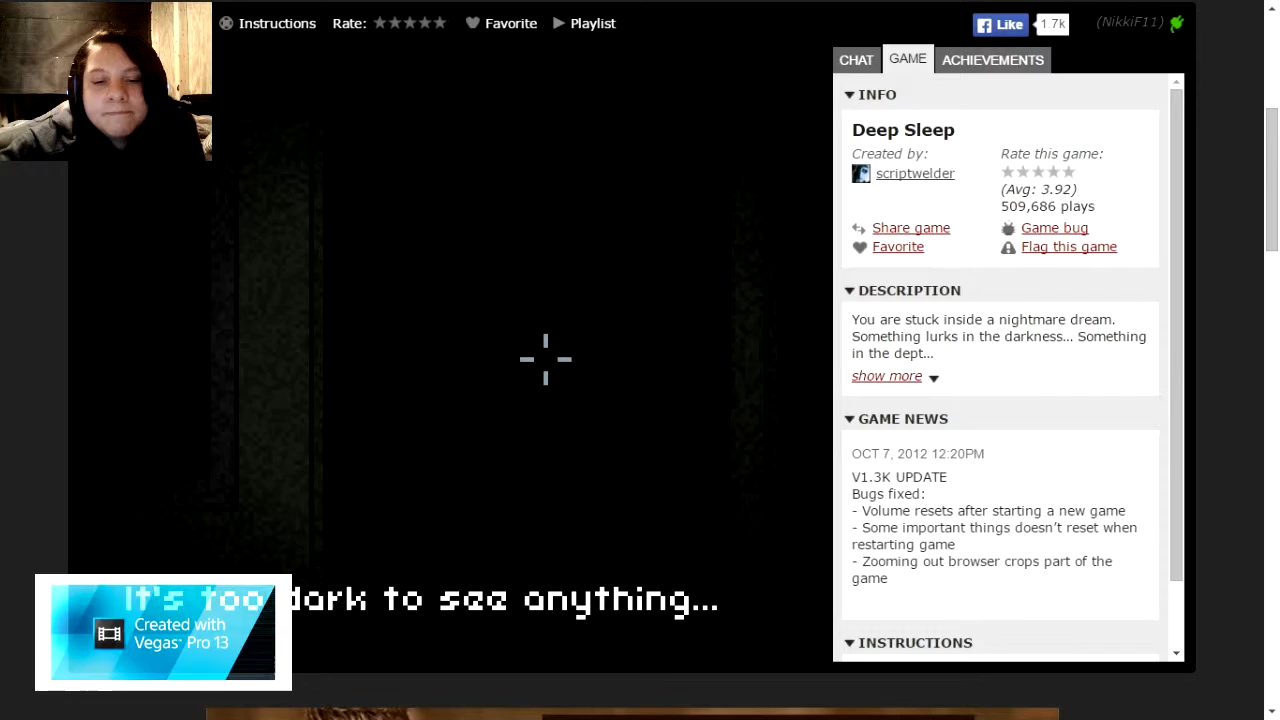 Instructions Rate: Favorite Playlist
Like 1.7k (NikkiF11)
CHAT GAME ACHIEVEMENTS
INFO
Deep Sleep
Created by: Rate this game:
scriptwelder
(Avg: 3.92)
509,686 plays
Share game Game bug
Favorite Flag this game
DESCRIPTION
You are stuck inside a nightmare dream.
Something lurks in the darkness... Something
in the dept...
show more
GAME NEWS
OCT 7, 2012 12:20PM
V1.3K UPDATE
Bugs fixed:
- Volume resets after starting a new game
- Some important things doesn't reset when
restarting game
- Zooming out browser crops part of the
game
INSTRUCTIONS
It's too dark to see anything...
Created with
Vegas Pro 13